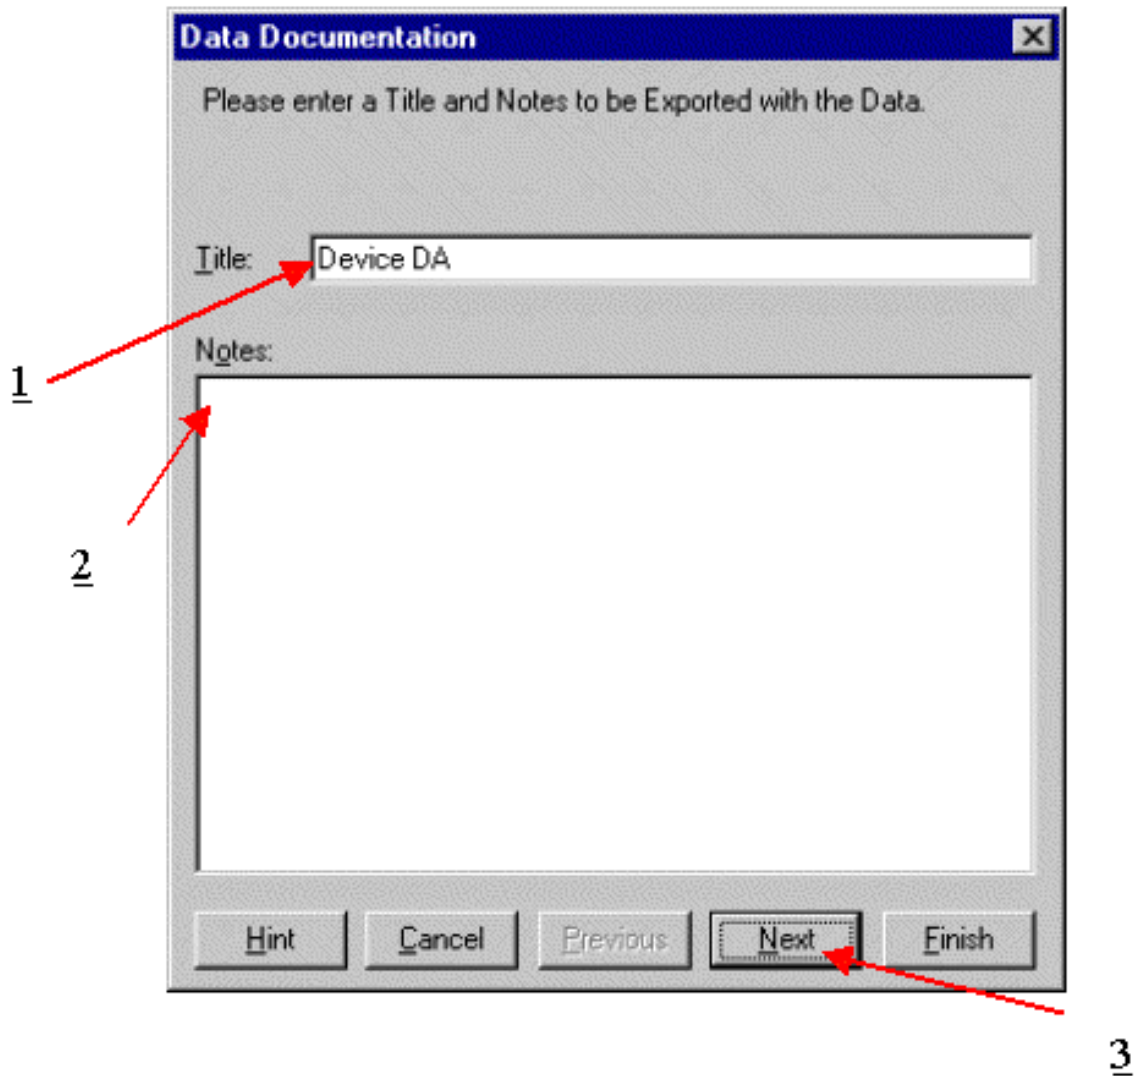 Data Documentation
Please enter a Title and Notes to be Exported with the Data.
Title: Device DA
1
Notes:
2
Hint Cancel Previous Next Finish
3